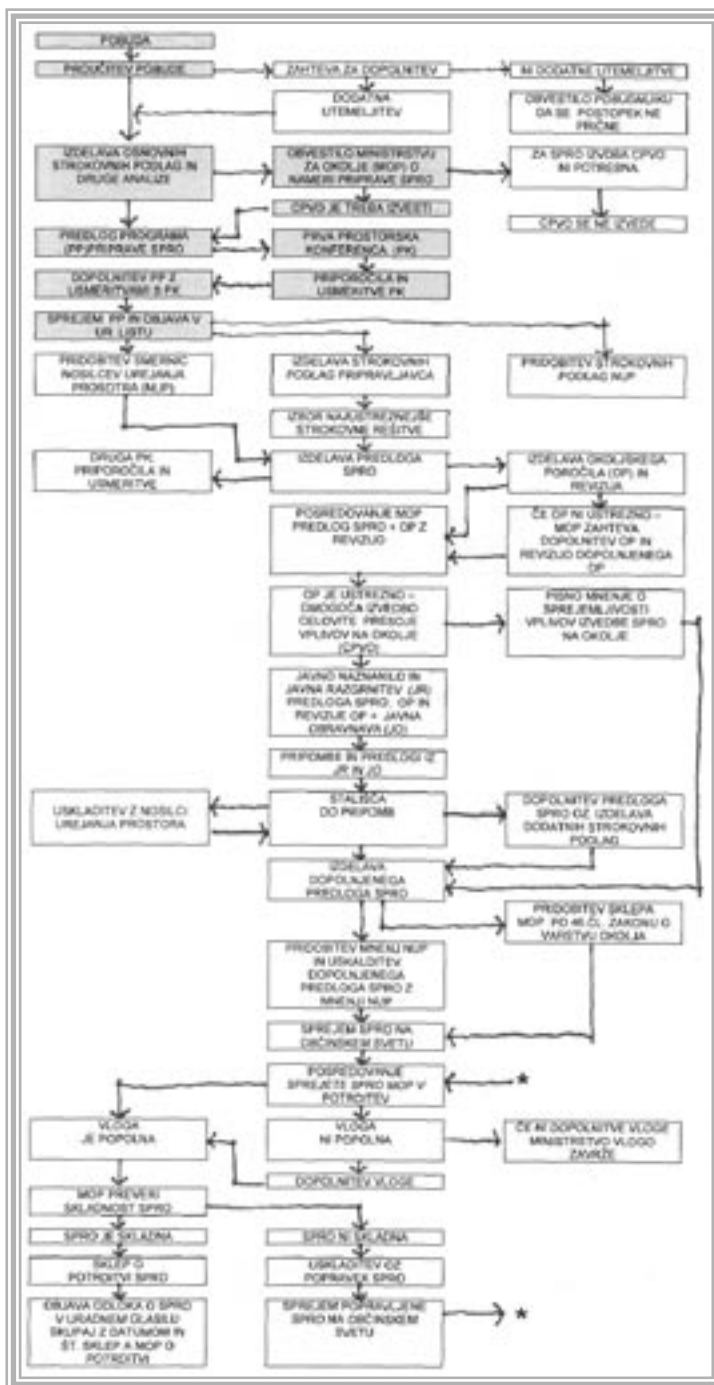 POBUDA
PROUČITEV POBUDE
ZAHTEVA ZA DOPOLNITEV
NI DODATNE UTEMELJITVE
DODATNA
UTEMELJITEV
OBVESTILO POBUDNIKU
DA SE POSTOPEK NE
PRIČNE
IZDELAVA OSNOVNIH
STROKOVNIH PODLAG IN
DRUGE ANALIZE
OBVESTILO MINISTRSTVU
ZA OKOLJE (MOP) O
NAMERI PRIPRAVE SPRO
ZA SPRO IZVDBA CPVO
NI POTREBNA
CPVO JE TREBA IZVESTI
CPVO SE NE IZVEDE
PREDLOG PROGRAMA
(PP) PRIPRAVE SPRO
PRVA PROSTORSKA
KONFERENCA (PK)
DOPOLNITEV PP Z
USMERITVAMI S PK
PRIPOROČILA IN
USMERITVE PK
SPREJEM PP IN OBJAVA V
UR. LISTU
PRIDOBITEV SMERNIC
NOSILCEV UREJANJA
PROSOTRA (NUP)
IZDELAVA STROKOVNIH
PODLAG PRIPRAVLJAVCA
PRIDOBITEV STROKOVNIH
PODLAG NUP
IZBOR NAJUSTREZNEJŠE
STROKOVNE REŠITVE
DRUGA PK:
PRIPOROČILA IN
USMERITVE
IZDELAVA PREDLOGA
SPRO
IZDELAVA OKOLJSKEGA
POROČILA (OP) IN
REVIZIJA
POSREDOVANJE MOP
PREDLOG SPRO + OP Z
REVIZIJO
ČE OP NI USTREZNO –
MOP ZAHTEVA
DOPOLNITEV OP IN
REVIZIJO DOPOLNJENEGA
OP
OP JE USTREZNO –
OMOGOČA IZVEDBO
CELOVITE PRESOJE
VPLIVOV NA OKOLJE
(CPVO)
PISNO MNENJE O
SPREJEMLJIVOSTI
VPLIVOV IZVEDBE SPRO
NA OKOLJE
JAVNO NAZNANILO IN
JAVNA RAZGRNITEV (JR)
PREDLOGA SPRO, OP IN
REVIZIJE OP + JAVNA
OBRAVNAVA (JO)
PRIPOMBE IN PREDLOGI IZ
JR IN JO
USKLADITEV Z NOSILCI
UREJANJA PROSTORA
STALIŠČA
DO PRIPOMB
DOPOLNITEV PREDLOGA
SPRO OZ. IZDELAVA
DODATNIH STROKOVNIH
PODLAG
IZDELAVA
DOPOLNJENEGA
PREDLOGA SPRO
PRIDOBITEV SKLEPA
MOP PO 46.ČL. ZAKONU O
VARSTVU OKOLJA
PRIDOBITEV MNENJ NUP
IN USKALDITEV
DOPOLNJENEGA
PREDLOGA SPRO Z
MNENJI NUP
SPREJEM SPRO NA
OBČINSKEM SVETU
POSREDOVANJE
SPREJETE SPRO MOP V
POTRDITEV
*
VLOGA
JE POPOLNA
VLOGA
NI POPOLNA
ČE NI DOPOLNITVE VLOGE
MINISTRSTVO VLOGO
ZAVRŽE
DOPOLNITEV VLOGE
MOP PREVERI
SKLADNOST SPRO
SPRO JE SKLADNA
SPRO NI SKLADNA
SKLEP O
POTRDITVI SPRO
USKLADITEV OZ
POPRAVEK SPRO
OBJAVA ODLOKA O SPRO
V URADNEM GLASILU
SKUPAJ Z DATUMOM IN
ŠT. SKLEP A MOP O
POTRDITVI
SPREJEM POPRAVLJENE
SPRO NA OBČINSKEM
SVETU
*